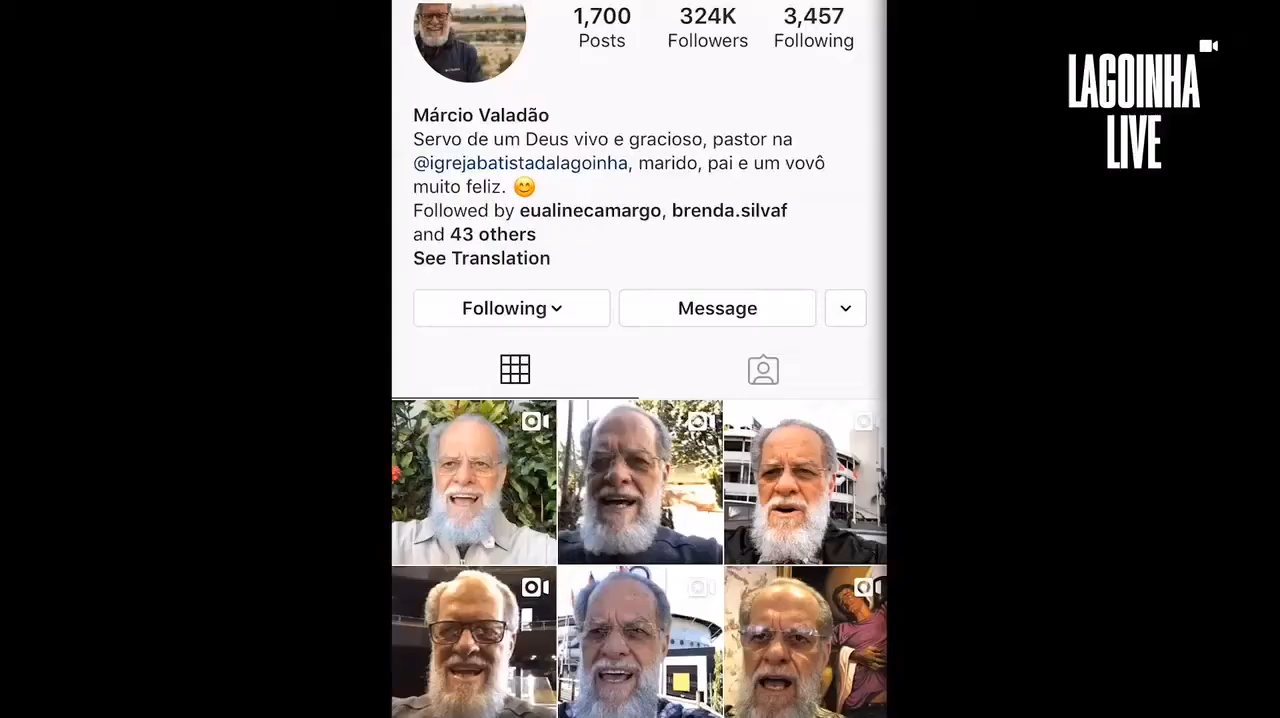 1,700 324K 3,457
Posts Followers Following
LAGOINHA
LIVE
Márcio Valadão
Servo de um Deus vivo e gracioso, pastor na
@igrejabatistadalagoinha, marido, pai e um vovô
muito feliz. 😊
Followed by eualinecamargo, brenda.silvaf
and 43 others
See Translation
Following Message